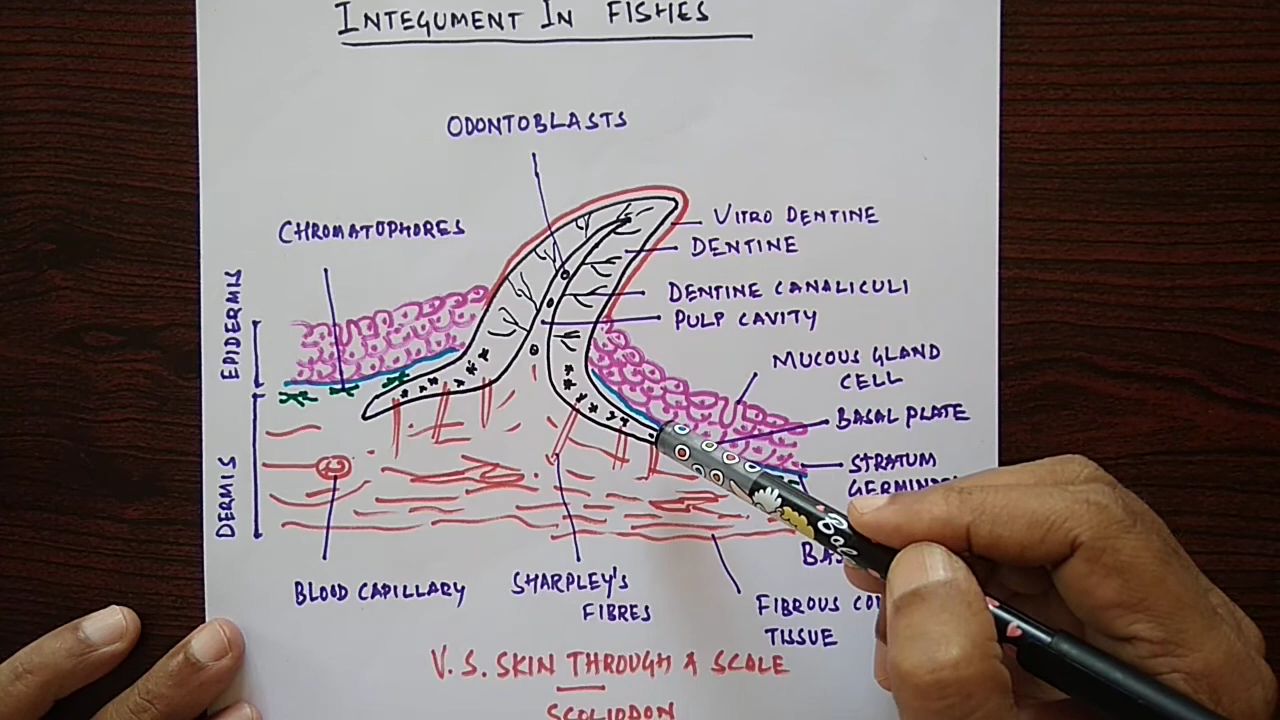 INTEGUMENT IN FISHES
ODONTOBLASTS
CHROMATOPHORES
VITRO DENTINE
DENTINE
DENTINE CANALICULI
PULP CAVITY
EPIDERMIS
MUCOUS GLAND
CELL
BASAL PLATE
STRATUM
DERMIS
BLOOD CAPILLARY
SHARPLEY'S
FIBRES
FIBROUS
TISSUE
V. S. SKIN THROUGH A SCALE
SCOLIODON